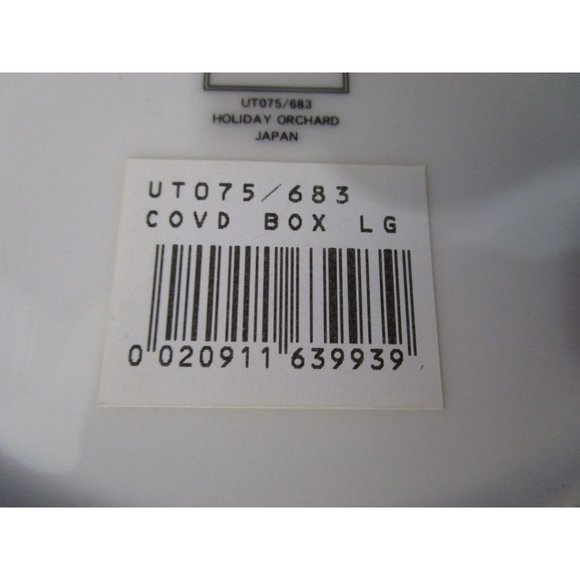 UT075/683
HOLIDAY ORCHARD
JAPAN
UT075/683
COVD BOX LG
0 020911 639939